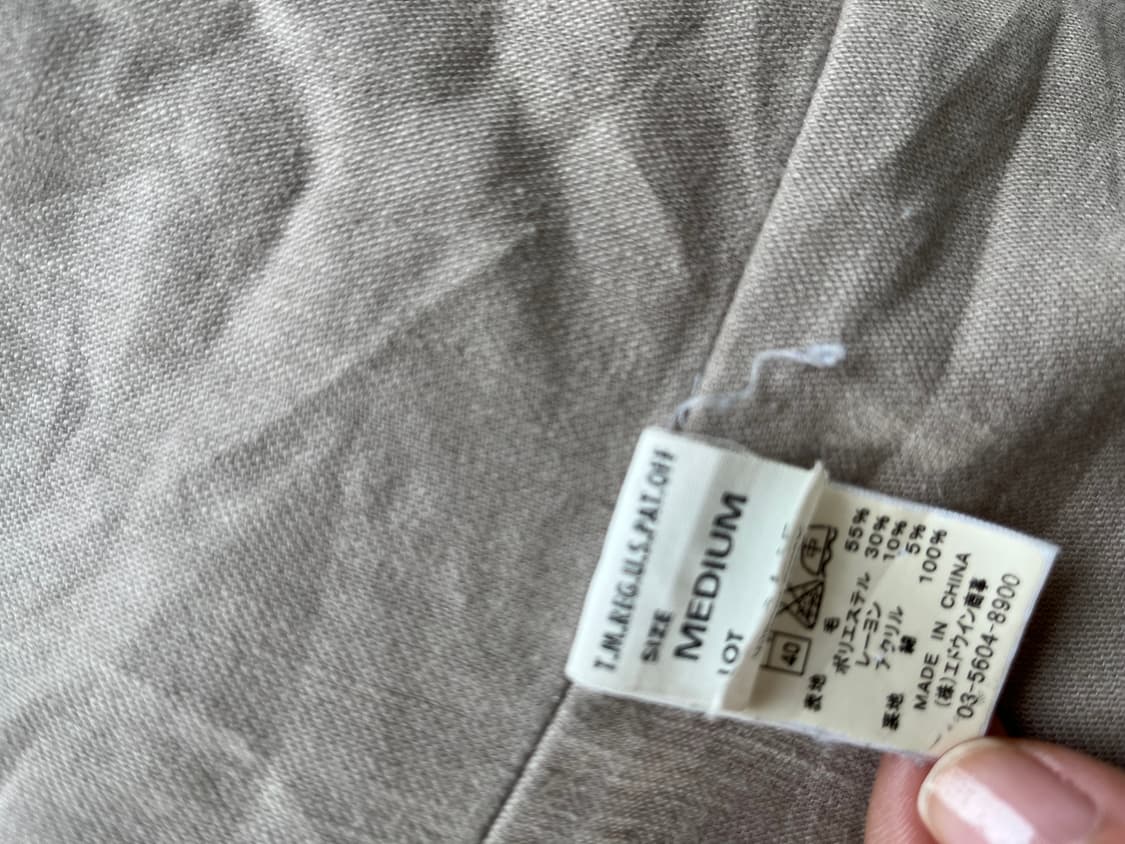 T.M.REG.U.S.PAT.OFF
SIZE
MEDIUM
LOT
40 中
表地 毛 55%
ポリエステル 30%
レーヨン 10%
アクリル 5%
裏地 綿 100%
MADE IN CHINA
(株)エドウイン商事
03-5604-8900